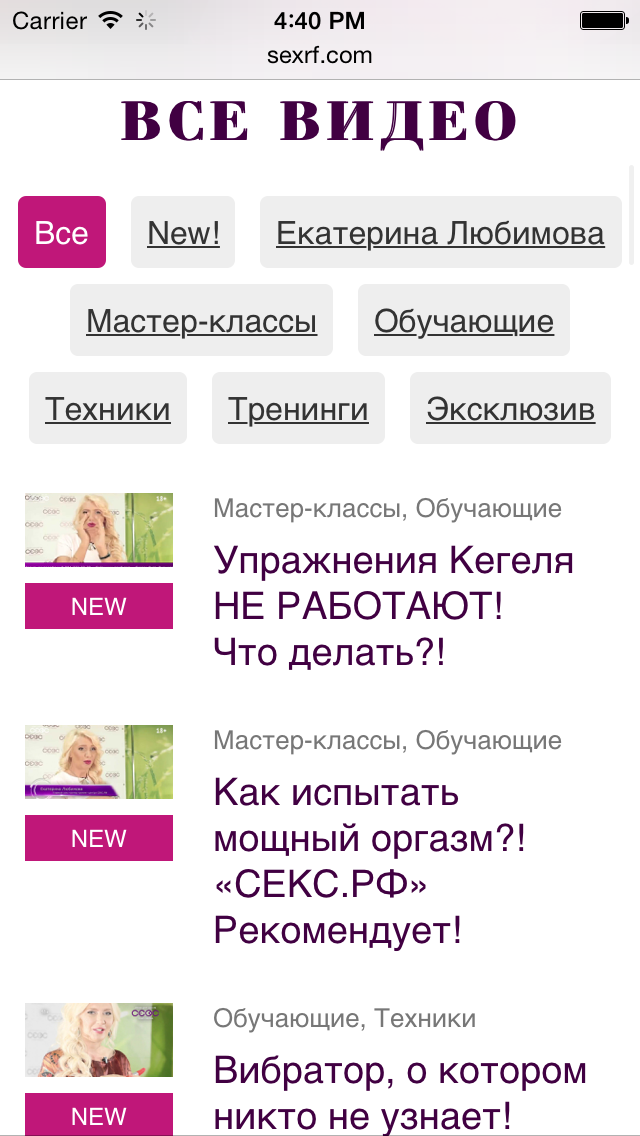 Carrier 4:40 PM
sexrf.com
ВСЕ ВИДЕО
Все New! Екатерина Любимова
Мастер-классы Обучающие
Техники Тренинги Эксклюзив
Мастер-классы, Обучающие
Упражнения Кегеля
НЕ РАБОТАЮТ!
Что делать?!
NEW
Мастер-классы, Обучающие
Как испытать
мощный оргазм?!
«СЕКС.РФ»
Рекомендует!
NEW
Обучающие, Техники
Вибратор, о котором
никто не узнает!
NEW